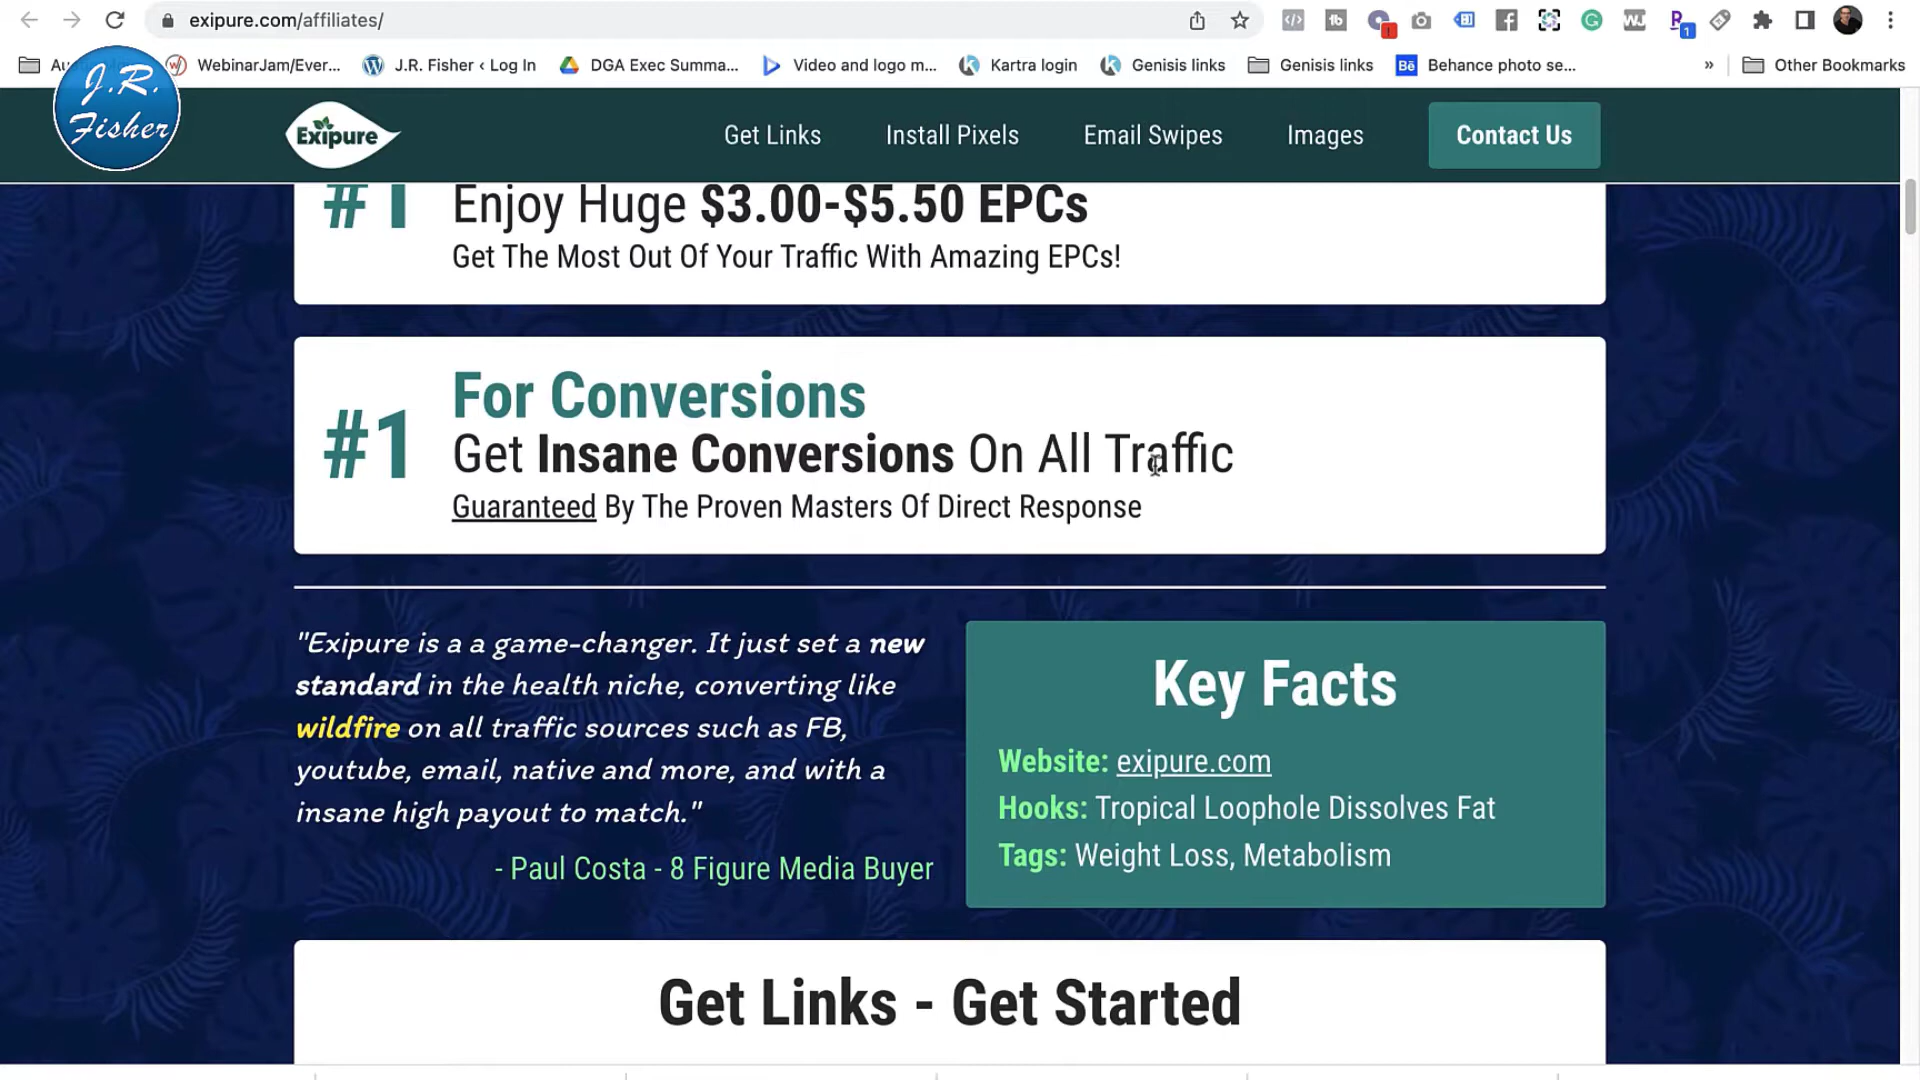 exipure.com/affiliates/
WebinarJam/Ever...
J.R. Fisher ‹ Log In
DGA Exec Summa...
Video and logo m...
Kartra login
Genisis links
Genisis links
Bē
Behance photo se...
»
Other Bookmarks
J.R.
Fisher
Exipure
Get Links
Install Pixels
Email Swipes
Images
Contact Us
#1
Enjoy Huge $3.00-$5.50 EPCs
Get The Most Out Of Your Traffic With Amazing EPCs!
#1
For Conversions
Get Insane Conversions On All Traffic
Guaranteed By The Proven Masters Of Direct Response
"Exipure is a a game-changer. It just set a new
standard in the health niche, converting like
wildfire on all traffic sources such as FB,
youtube, email, native and more, and with a
insane high payout to match."
- Paul Costa - 8 Figure Media Buyer
Key Facts
Website: exipure.com
Hooks: Tropical Loophole Dissolves Fat
Tags: Weight Loss, Metabolism
Get Links - Get Started